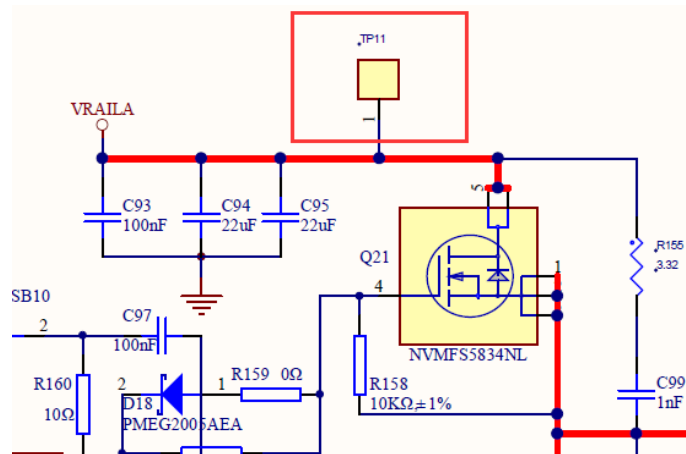 TP11
1
VRAILA
5
C93
100nF
C94
22uF
C95
22uF
Q21
4
1
R155
3.32
NVMFS5834NL
SB10
2
C97
100nF
R159 0Ω
R158
10KΩ,±1%
C99
1nF
R160
10Ω
2
1
D18
PMEG2005AEA